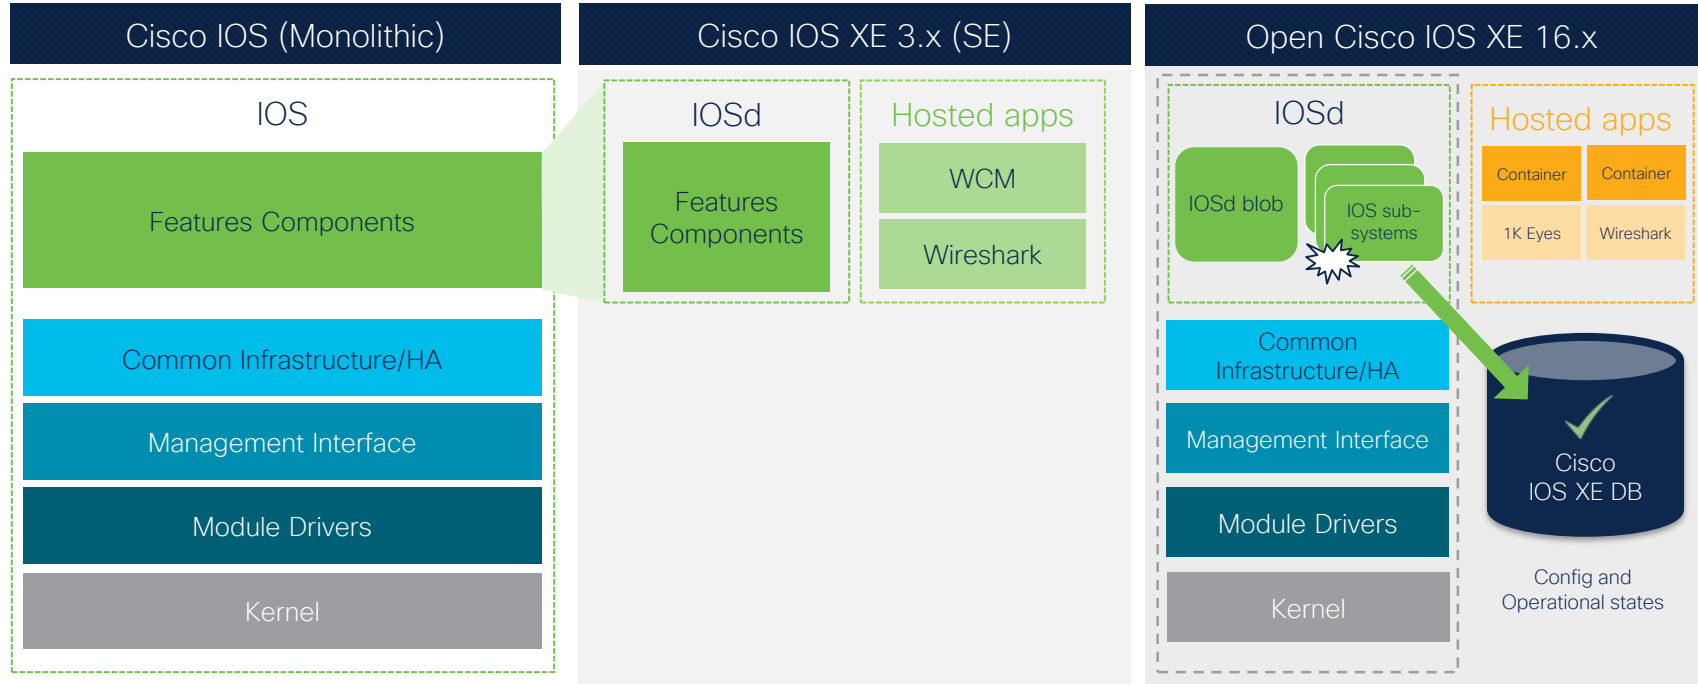 Cisco IOS (Monolithic)
IOS
Features Components
Common Infrastructure/HA
Management Interface
Module Drivers
Kernel
Cisco IOS XE 3.x (SE)
IOSd
Features
Components
Hosted apps
WCM
Wireshark
Open Cisco IOS XE 16.x
IOSd
IOSd blob
IOS sub-
systems
Hosted apps
Container
Container
1K Eyes
Wireshark
Common
Infrastructure/HA
Management Interface
Module Drivers
Kernel
Cisco
IOS XE DB
Config and
Operational states